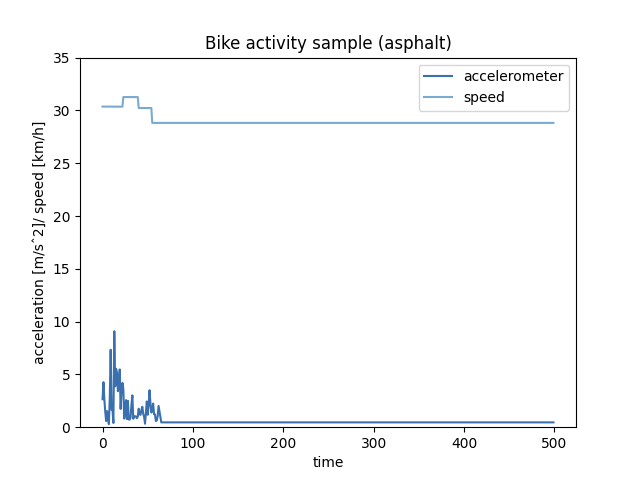 Bike activity sample (asphalt)
accelerometer
speed
acceleration [m/s^2]/ speed [km/h]
35
30
25
20
15
10
5
0
0 100 200 300 400 500
time